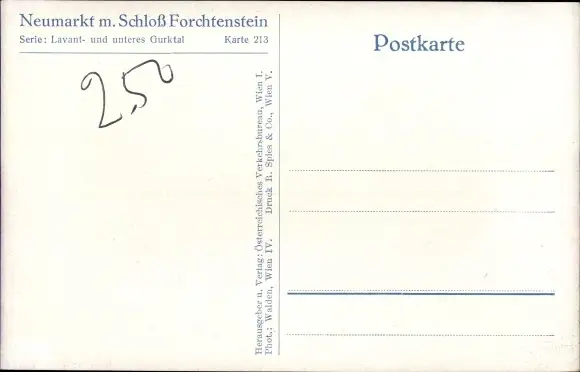 Neumarkt m. Schloß Forchtenstein
Serie: Lavant- und unteres Gurktal Karte 213
2,50
Postkarte
Herausgeber u. Verlag: Österreichisches Verkehrsbureau, Wien I.
Phot.: Walden, Wien IV. Druck R. Spies & Co., Wien V.